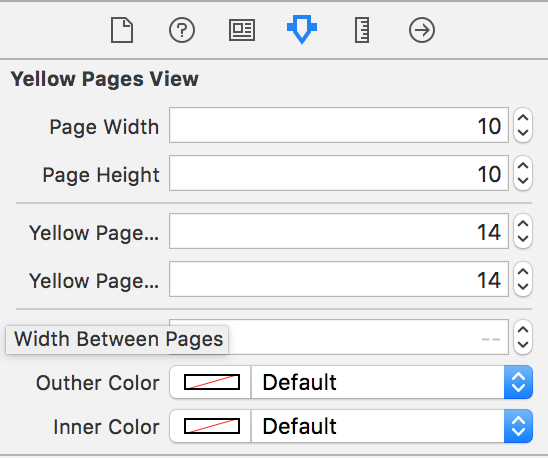 Yellow Pages View
Page Width 10
Page Height 10
Yellow Page... 14
Yellow Page... 14
Width Between Pages --
Outher Color Default
Inner Color Default